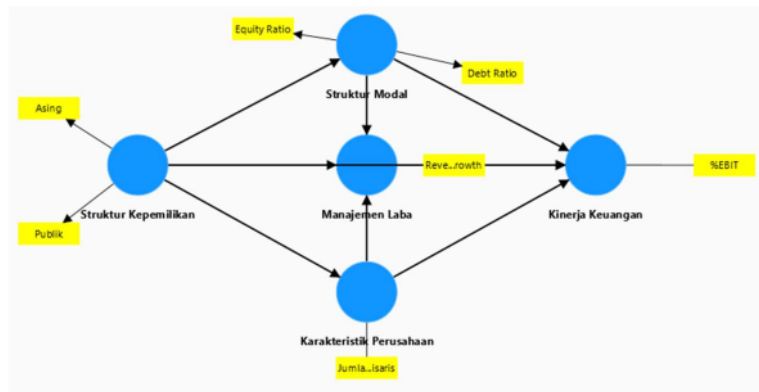 Equity Ratio
Debt Ratio
Struktur Modal
Asing
Reve...rowth
%EBIT
Struktur Kepemilikan
Manajemen Laba
Kinerja Keuangan
Publik
Karakteristik Perusahaan
Jumla...isaris